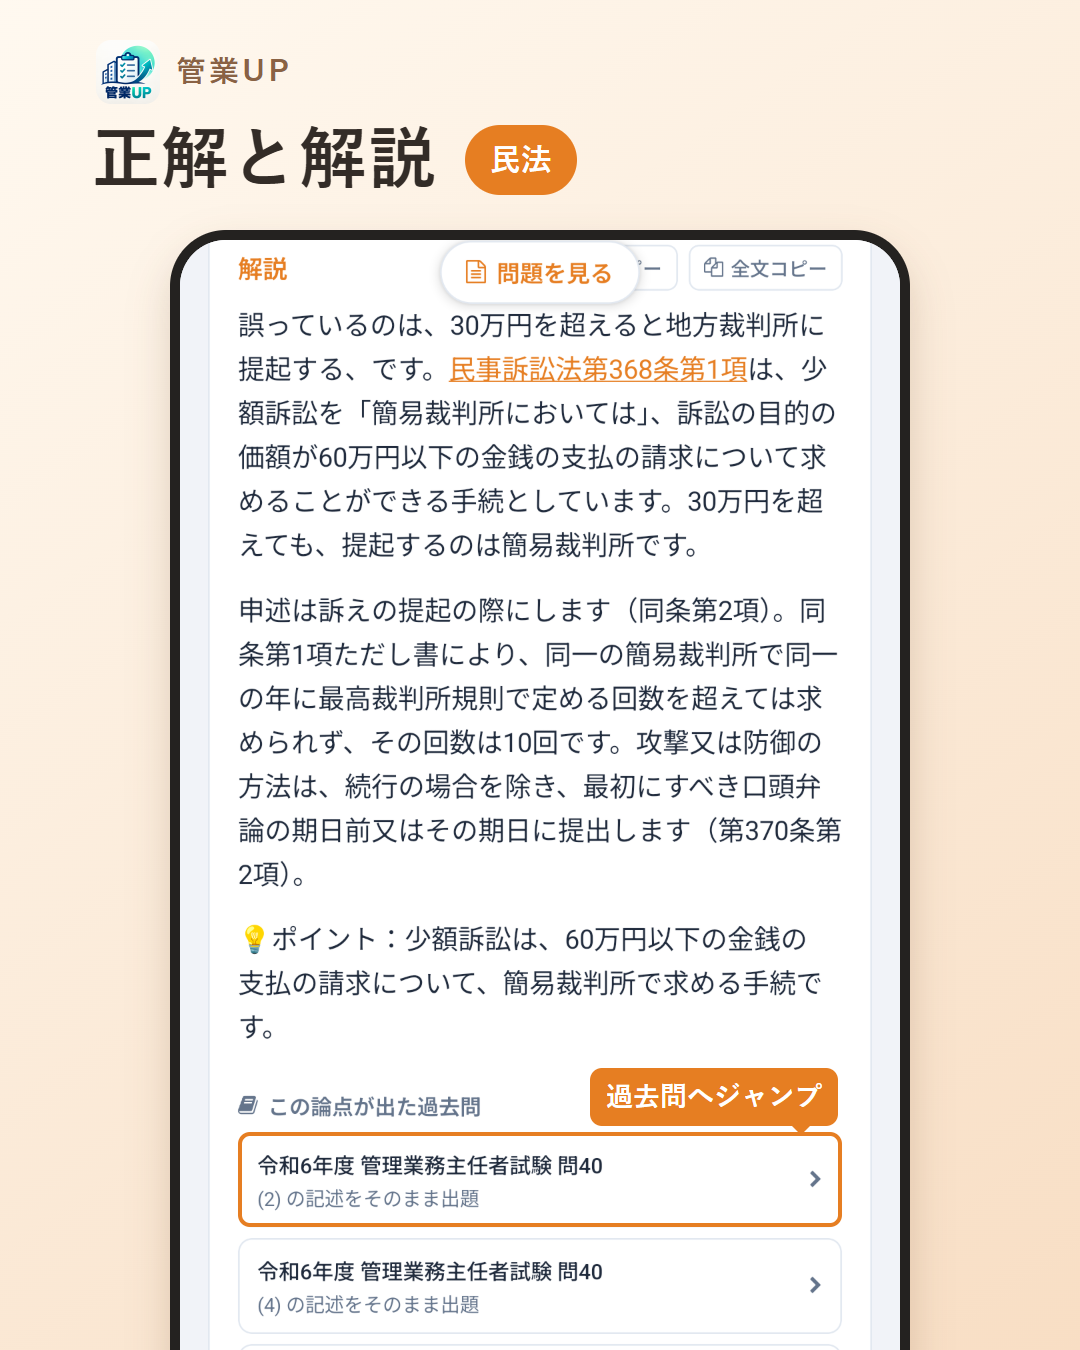 管業UP
管業UP
正解と解説
民法
解説
問題を見る
ピー
全文コピー
誤っているのは、30万円を超えると地方裁判所に
提起する、です。民事訴訟法第368条第1項は、少
額訴訟を「簡易裁判所においては」、訴訟の目的の
価額が60万円以下の金銭の支払の請求について求
めることができる手続としています。30万円を超
えても、提起するのは簡易裁判所です。
申述は訴えの提起の際にします（同条第2項）。同
条第1項ただし書により、同一の簡易裁判所で同一
の年に最高裁判所規則で定める回数を超えては求
められず、その回数は10回です。攻撃又は防御の
方法は、続行の場合を除き、最初にすべき口頭弁
論の期日前又はその期日に提出します（第370条第
2項）。
💡ポイント：少額訴訟は、60万円以下の金銭の
支払の請求について、簡易裁判所で求める手続で
す。
過去問へジャンプ
この論点が出た過去問
令和6年度 管理業務主任者試験 問40
(2) の記述をそのまま出題
令和6年度 管理業務主任者試験 問40
(4) の記述をそのまま出題